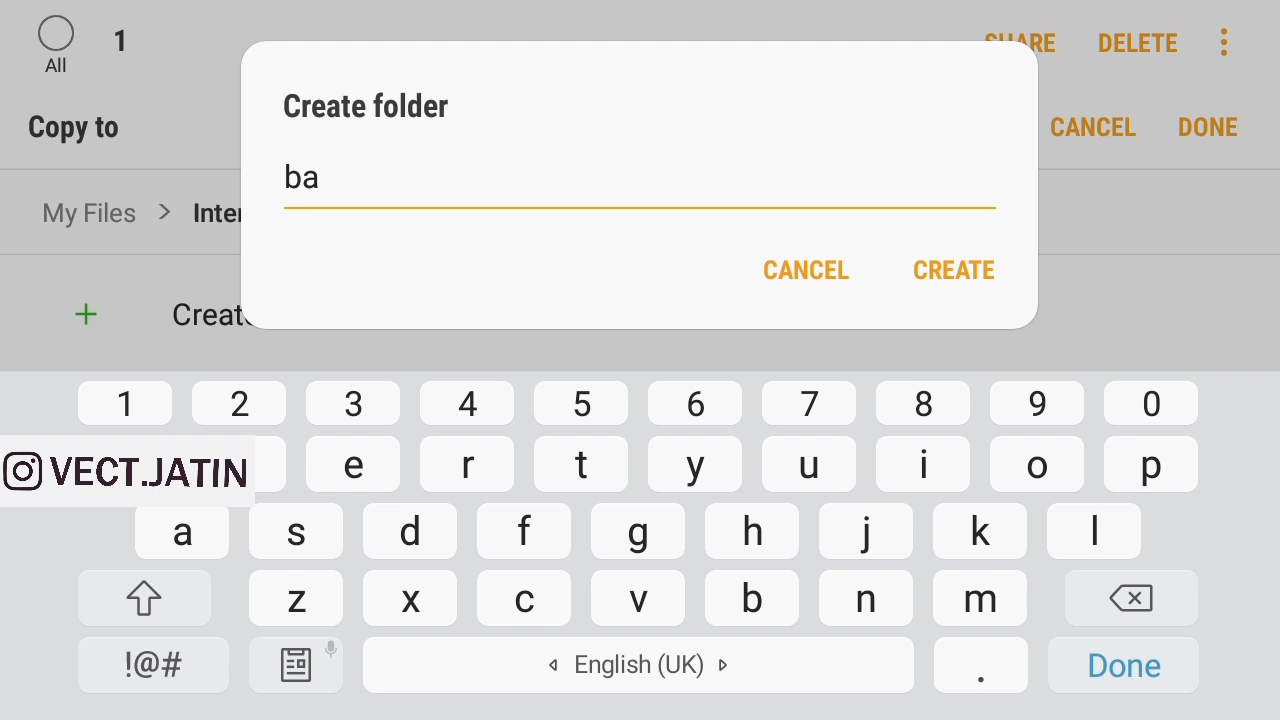 1
SHARE DELETE
All
Create folder
Copy to
CANCEL DONE
ba
My Files > Inter
CANCEL CREATE
+ Create
1 2 3 4 5 6 7 8 9 0
VECT.JATIN
e r t y u i o p
a s d f g h j k l
z x c v b n m
!@# English (UK) . Done